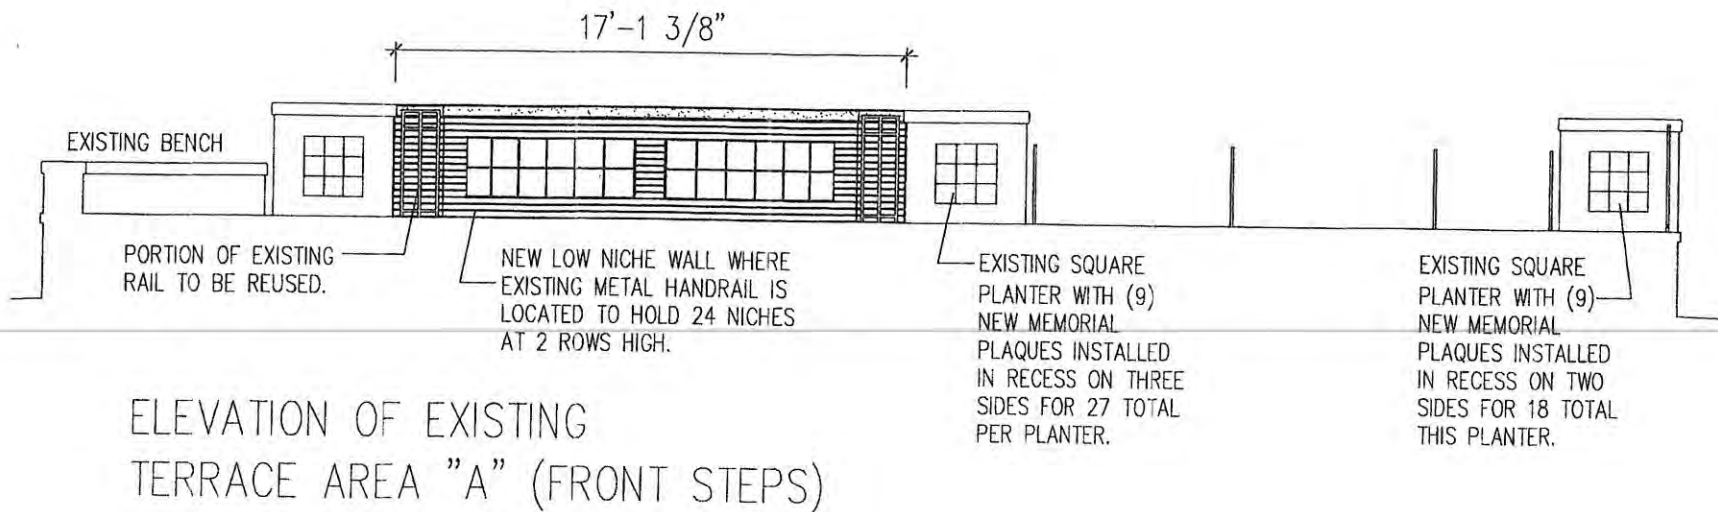 17'-1 3/8"
EXISTING BENCH
PORTION OF EXISTING
RAIL TO BE REUSED.
NEW LOW NICHE WALL WHERE
EXISTING METAL HANDRAIL IS
LOCATED TO HOLD 24 NICHES
AT 2 ROWS HIGH.
EXISTING SQUARE
PLANTER WITH (9)
NEW MEMORIAL
PLAQUES INSTALLED
IN RECESS ON THREE
SIDES FOR 27 TOTAL
PER PLANTER.
EXISTING SQUARE
PLANTER WITH (9)
NEW MEMORIAL
PLAQUES INSTALLED
IN RECESS ON TWO
SIDES FOR 18 TOTAL
THIS PLANTER.
ELEVATION OF EXISTING
TERRACE AREA "A" (FRONT STEPS)